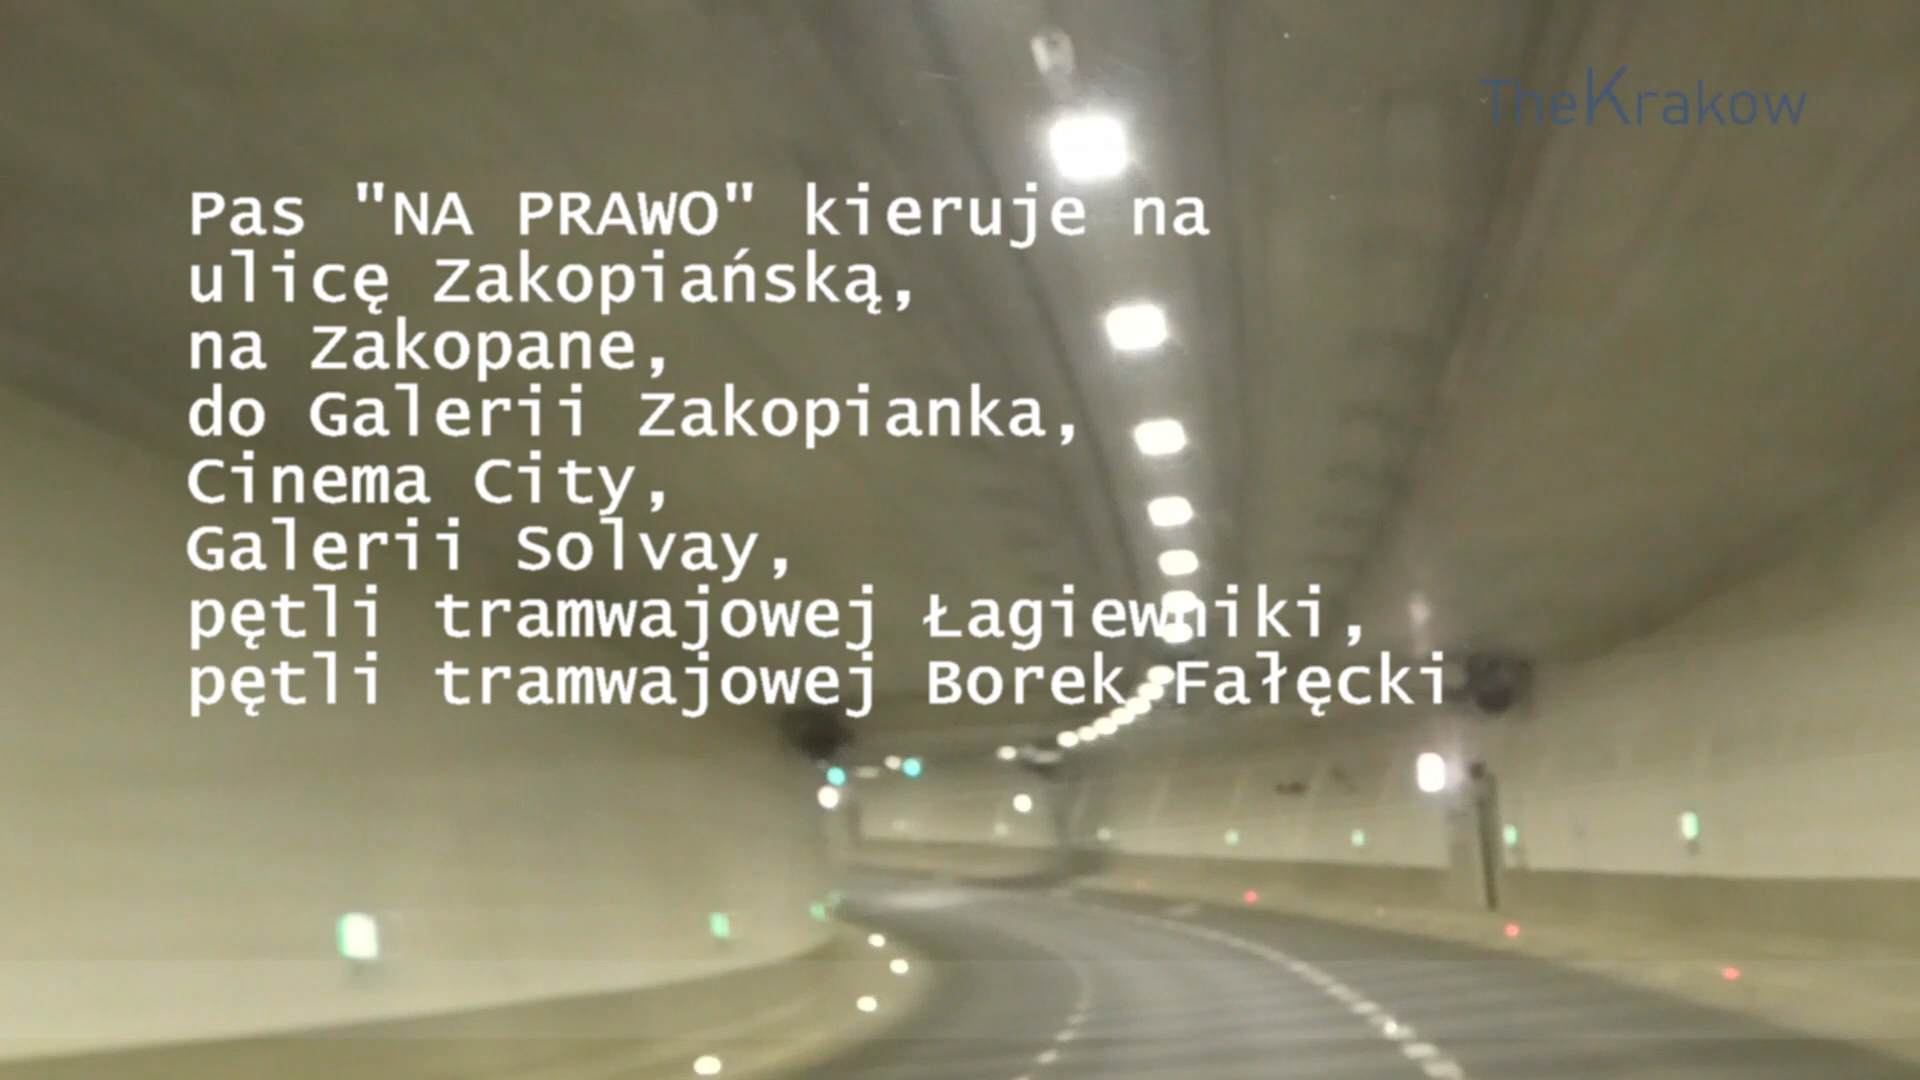 TheKrakow
Pas "NA PRAWO" kieruje na
ulicę Zakopiańską,
na Zakopane,
do Galerii Zakopianka,
Cinema City,
Galerii Solvay,
pętli tramwajowej Łagiewniki,
pętli tramwajowej Borek Fałęcki